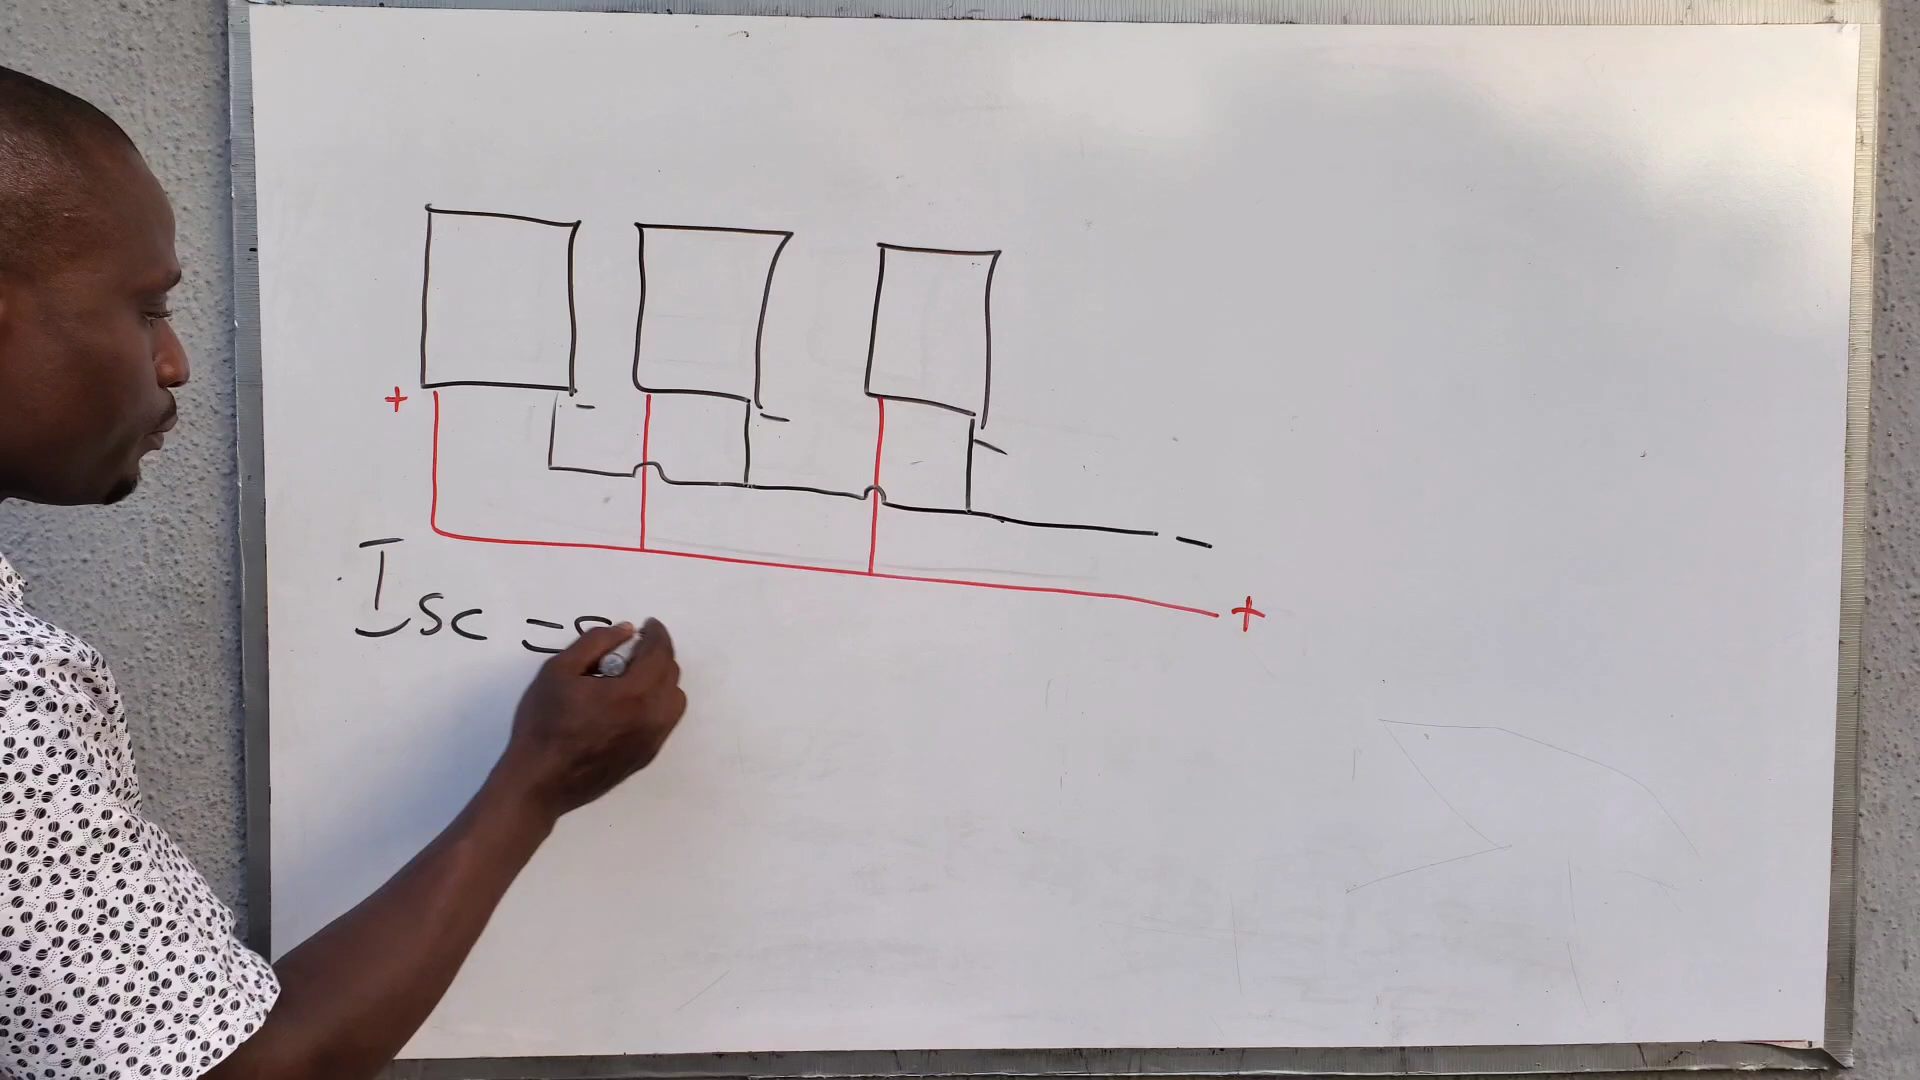 + - - -
-
+
Isc =